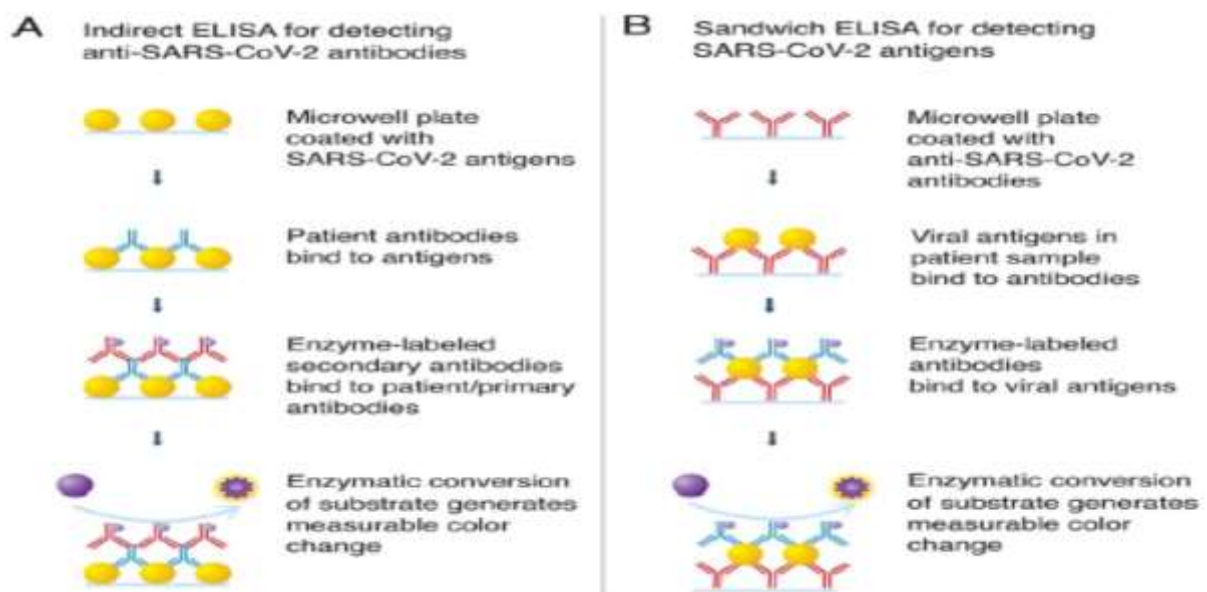 A
Indirect ELISA for detecting
anti-SARS-CoV-2 antibodies
Microwell plate
coated with
SARS-CoV-2 antigens
Patient antibodies
bind to antigens
Enzyme-labeled
secondary antibodies
bind to patient/primary
antibodies
Enzymatic conversion
of substrate generates
measurable color
change
B
Sandwich ELISA for detecting
SARS-CoV-2 antigens
Microwell plate
coated with
anti-SARS-CoV-2
antibodies
Viral antigens in
patient sample
bind to antibodies
Enzyme-labeled
antibodies
bind to viral antigens
Enzymatic conversion
of substrate generates
measurable color
change